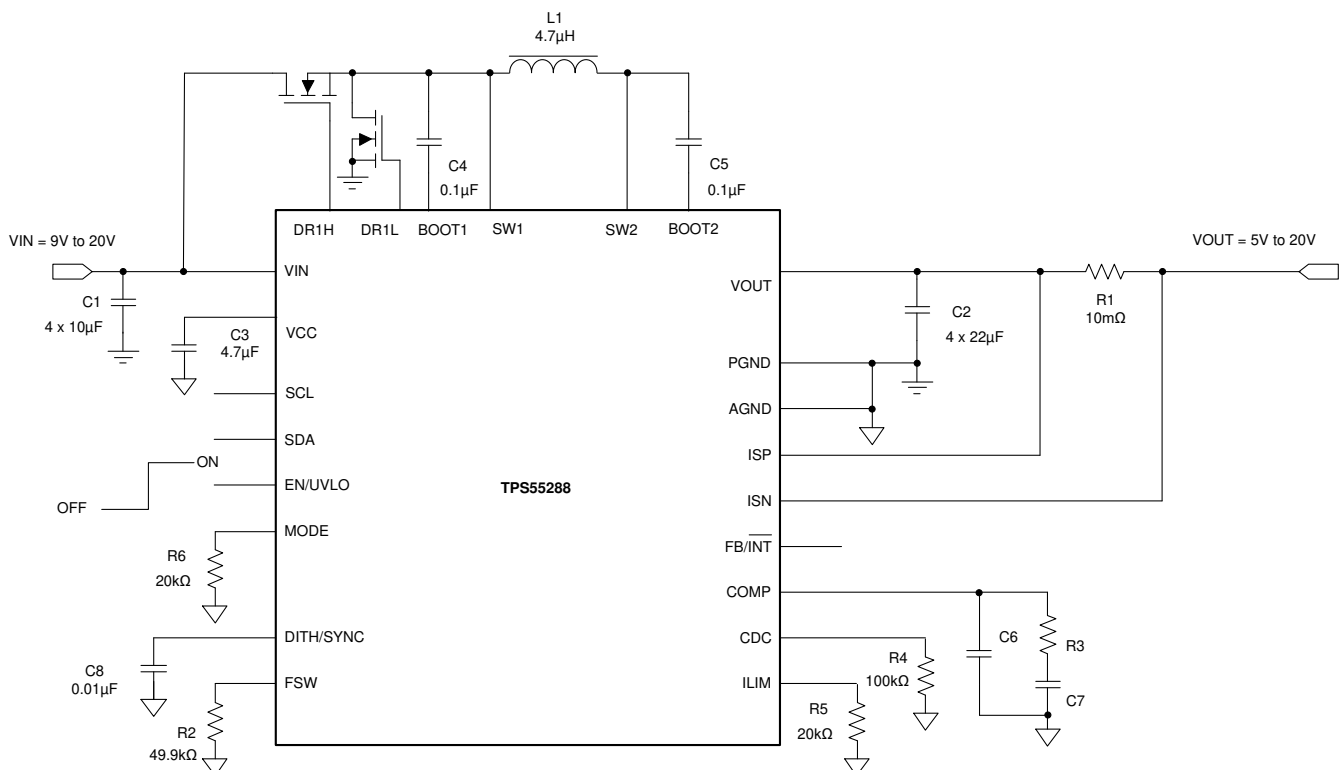 L1
4.7µH
C4
0.1µF
C5
0.1µF
DR1H
DR1L
BOOT1
SW1
SW2
BOOT2
VIN = 9V to 20V
VOUT = 5V to 20V
VIN
C1
4 x 10µF
C3
4.7µF
VCC
SCL
SDA
ON
OFF
EN/UVLO
MODE
R6
20kΩ
DITH/SYNC
C8
0.01µF
FSW
R2
49.9kΩ
TPS55288
VOUT
C2
4 x 22µF
R1
10mΩ
PGND
AGND
ISP
ISN
FB/INT
COMP
CDC
ILIM
R4
100kΩ
R5
20kΩ
C6
R3
C7